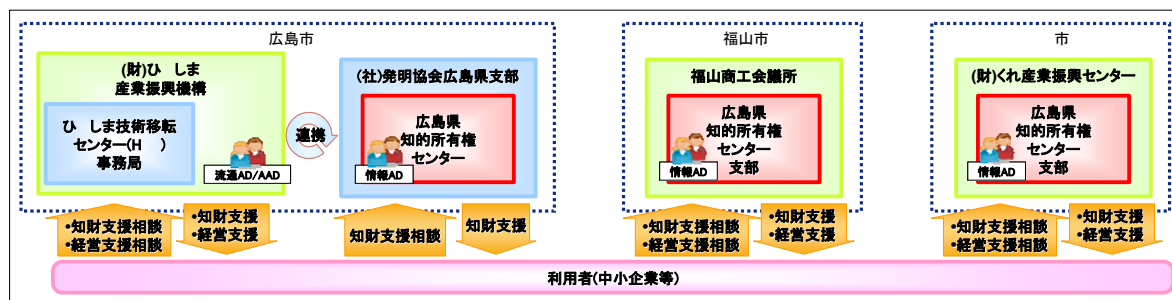 広島市
(財)ひ しま
産業振興機構
ひ しま技術移転
センター(H )
事務局
流通AD/AAD
連携
(社)発明協会広島県支部
広島県
知的所有権
センター
情報AD
福山市
福山商工会議所
広島県
知的所有権
センター
支部
情報AD
市
(財)くれ産業振興センター
広島県
知的所有権
センター
支部
情報AD
•知財支援相談
•経営支援相談
•知財支援
•経営支援
知財支援相談
知財支援
•知財支援相談
•経営支援相談
•知財支援
•経営支援
•知財支援相談
•経営支援相談
•知財支援
•経営支援
利用者(中小企業等)